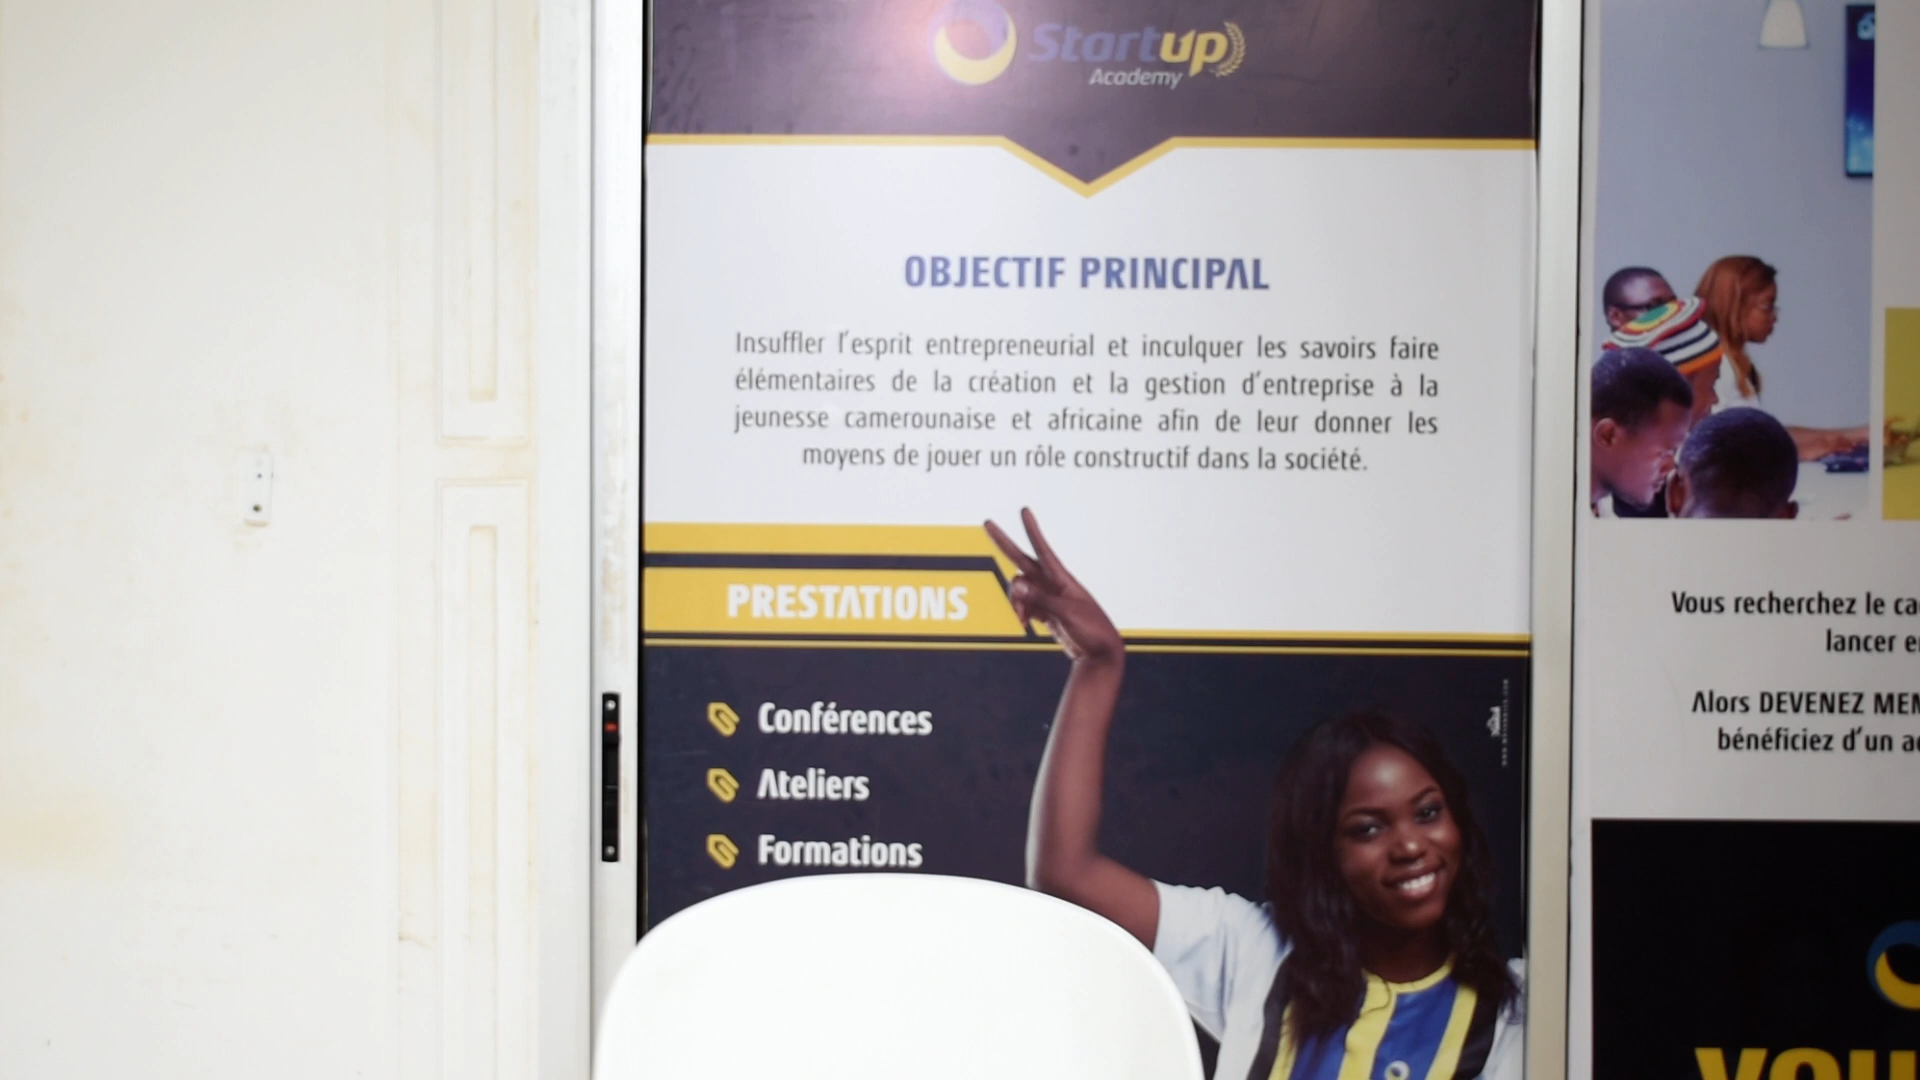 Startup
Academy
OBJECTIF PRINCIPAL
Insuffler l'esprit entrepreneurial et inculquer les savoirs faire
élémentaires de la création et la gestion d'entreprise à la
jeunesse camerounaise et africaine afin de leur donner les
moyens de jouer un rôle constructif dans la société.
PRESTATIONS
Conférences
Ateliers
Formations
Vous recherchez le
lancer
Alors DEVENEZ
bénéficiez d'un